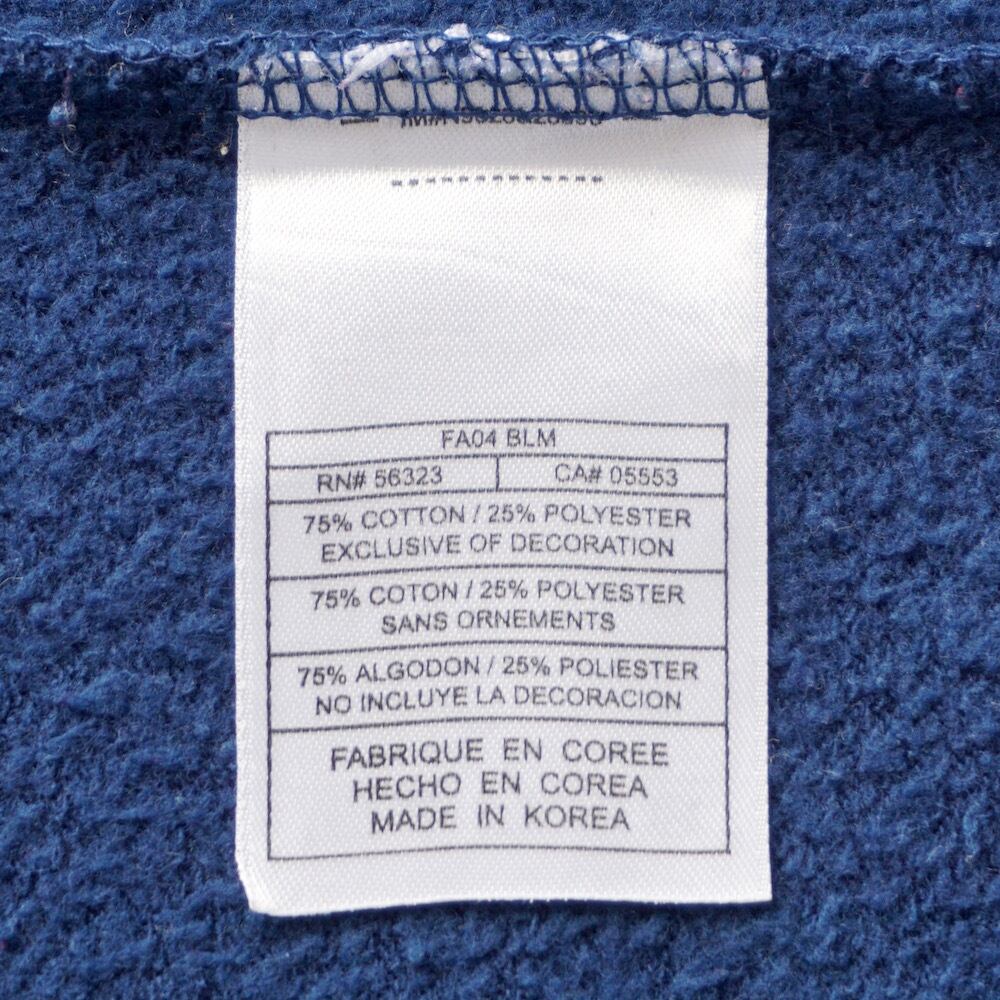 FA04 BLM
RN# 56323 CA# 05553
75% COTTON / 25% POLYESTER
EXCLUSIVE OF DECORATION
75% COTON / 25% POLYESTER
SANS ORNEMENTS
75% ALGODON / 25% POLIESTER
NO INCLUYE LA DECORACION
FABRIQUE EN COREE
HECHO EN COREA
MADE IN KOREA